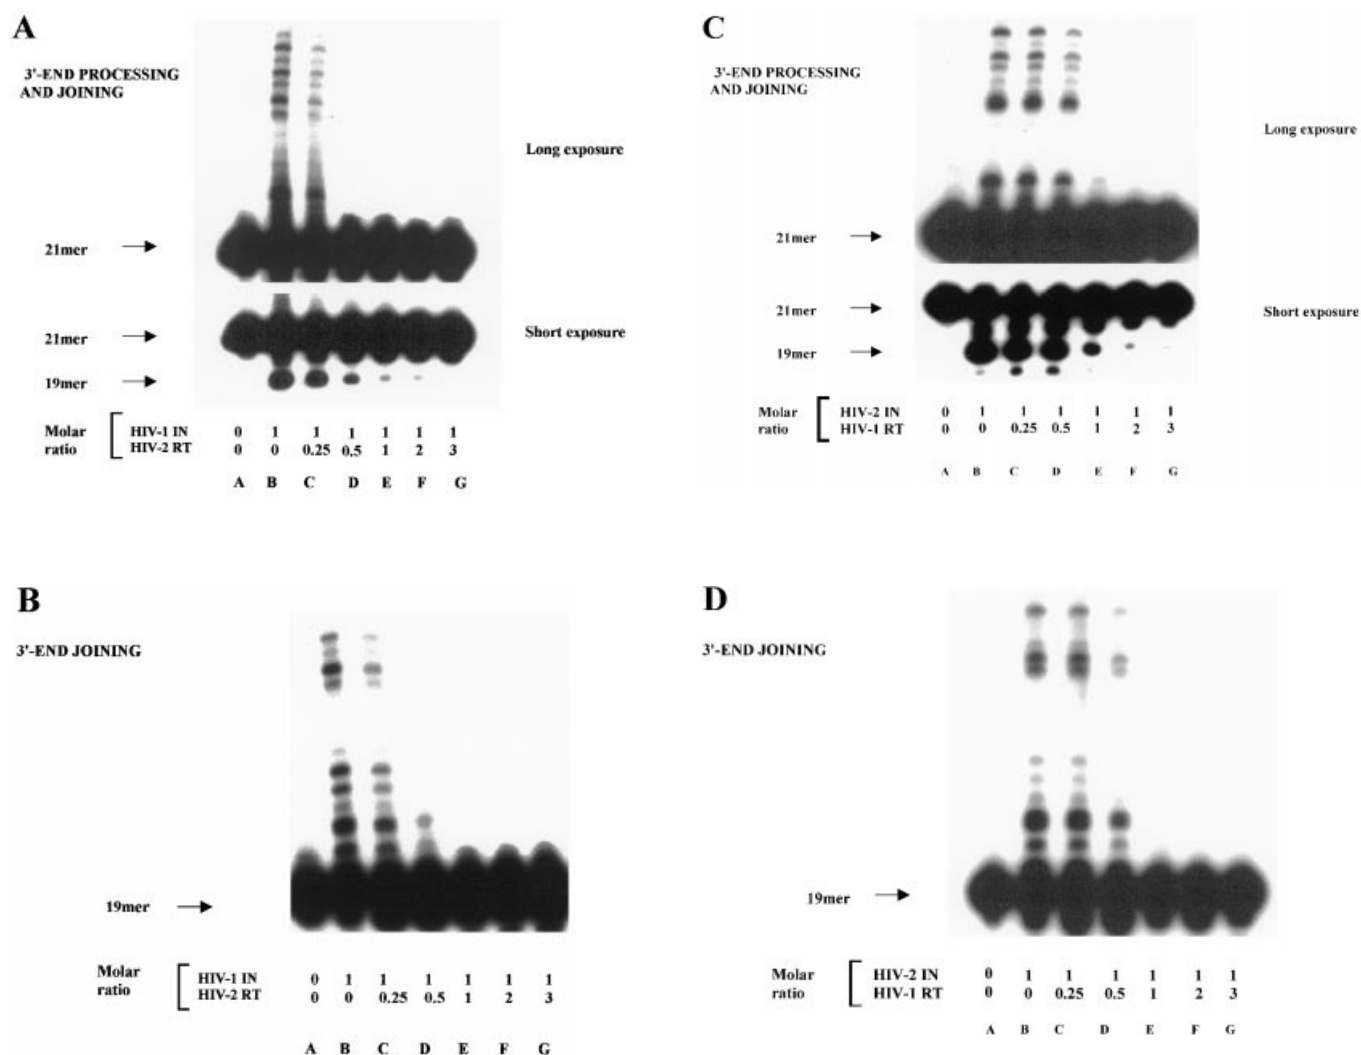 A
3'-END PROCESSING
AND JOINING
Long exposure
21mer
21mer
Short exposure
19mer
Molar
ratio
HIV-1 IN 0 1 1 1 1 1 1
HIV-2 RT 0 0 0.25 0.5 1 2 3
A B C D E F G
C
3'-END PROCESSING
AND JOINING
Long exposure
21mer
21mer
Short exposure
19mer
Molar
ratio
HIV-2 IN 0 1 1 1 1 1 1
HIV-1 RT 0 0 0.25 0.5 1 2 3
A B C D E F G
B
3'-END JOINING
19mer
Molar
ratio
HIV-1 IN 0 1 1 1 1 1 1
HIV-2 RT 0 0 0.25 0.5 1 2 3
A B C D E F G
D
3'-END JOINING
19mer
Molar
ratio
HIV-2 IN 0 1 1 1 1 1 1
HIV-1 RT 0 0 0.25 0.5 1 2 3
A B C D E F G